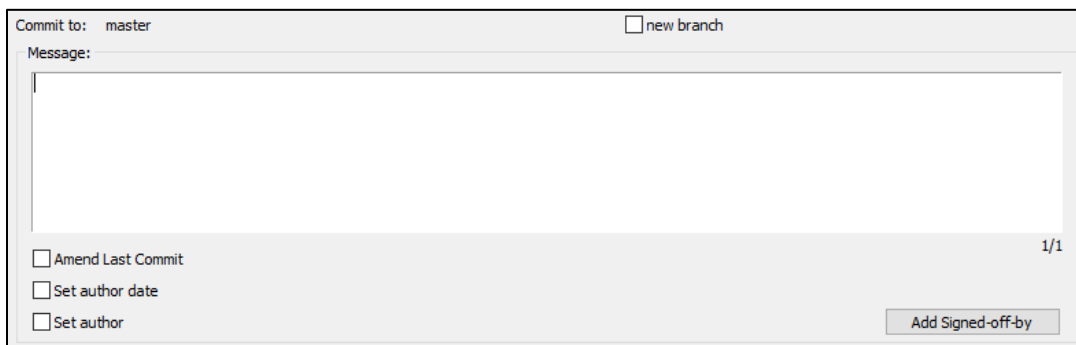 Commit to: master new branch
Message:
1/1
Amend Last Commit
Set author date
Set author Add Signed-off-by